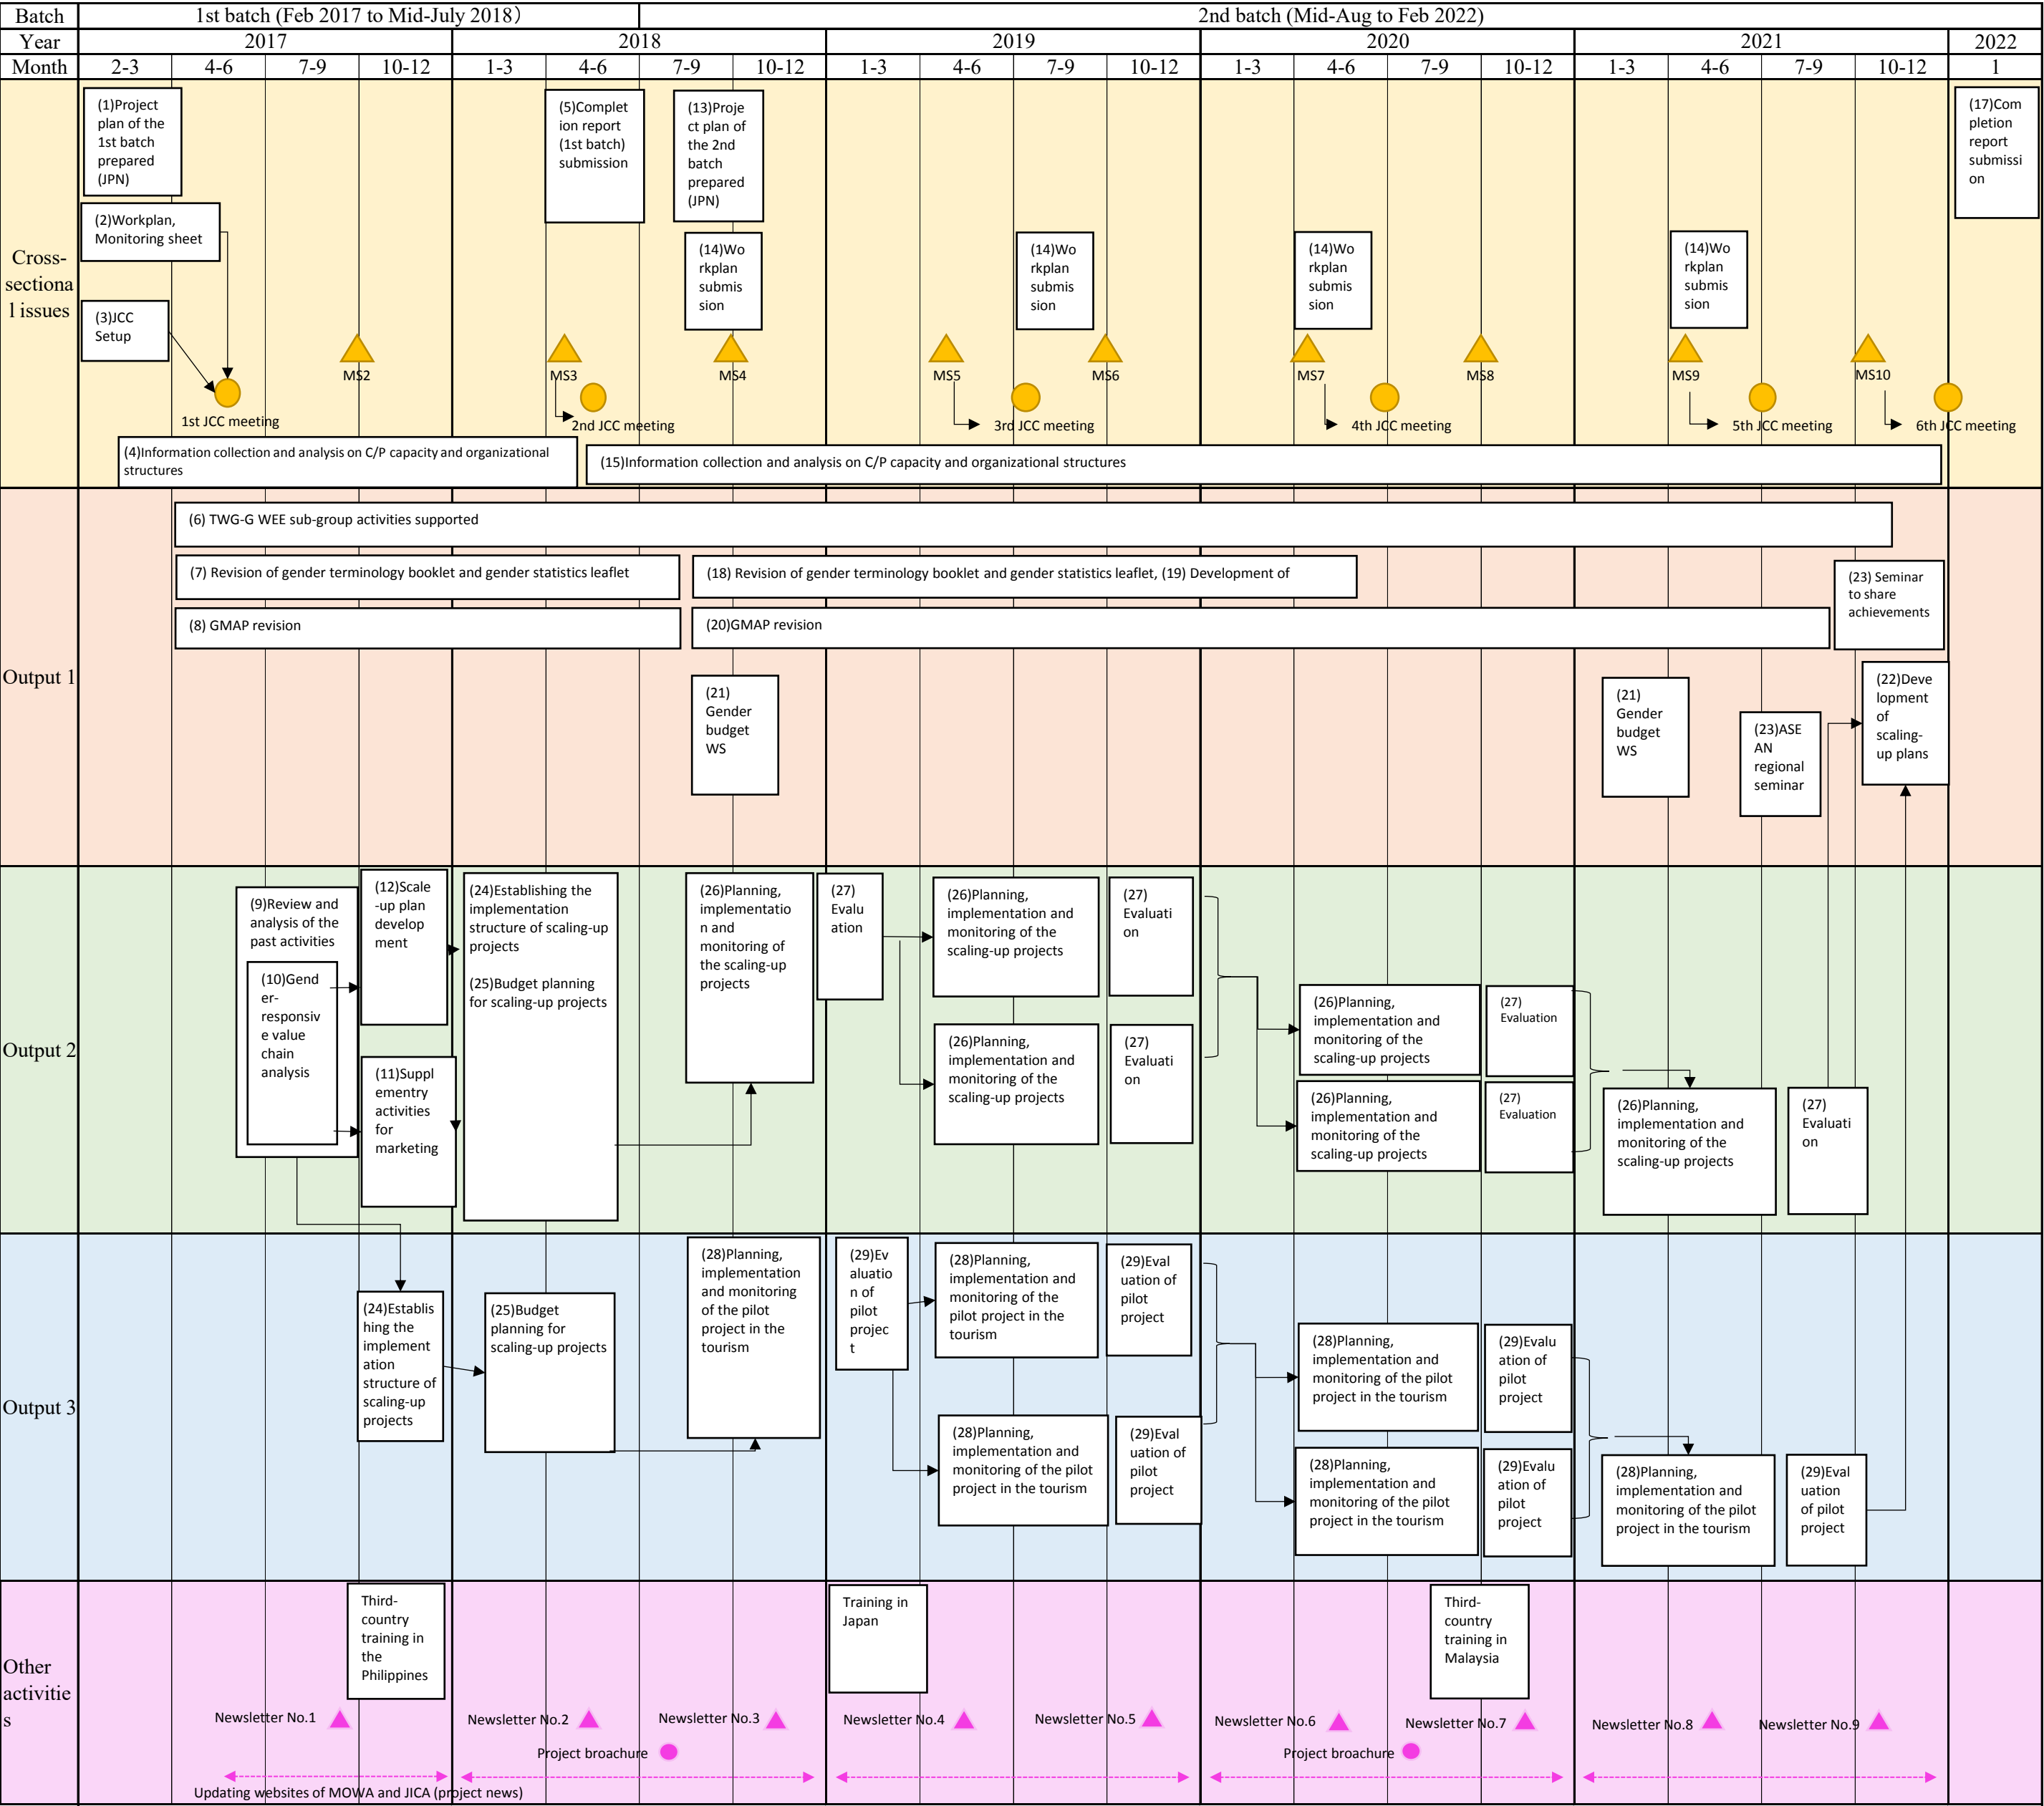 Batch
1st batch (Feb 2017 to Mid-July 2018)
2nd batch (Mid-Aug to Feb 2022)
Year
2017
2018
2019
2020
2021
2022
Month
2-3
4-6
7-9
10-12
1-3
4-6
7-9
10-12
1-3
4-6
7-9
10-12
1-3
4-6
7-9
10-12
1-3
4-6
7-9
10-12
1
Cross-
sectiona
l issues
(1)Project
plan of the
1st batch
prepared
(JPN)
(2)Workplan,
Monitoring sheet
(3)JCC
Setup
(5)Complet
ion report
(1st batch)
submission
(13)Proje
ct plan of
the 2nd
batch
prepared
(JPN)
(14)Wo
rkplan
submis
sion
(14)Wo
rkplan
submis
sion
(14)Wo
rkplan
submis
sion
(14)Wo
rkplan
submis
sion
(17)Com
pletion
report
submissi
on
MS2
MS3
MS4
MS5
MS6
MS7
MS8
MS9
MS10
1st JCC meeting
2nd JCC meeting
3rd JCC meeting
4th JCC meeting
5th JCC meeting
6th JCC meeting
(4)Information collection and analysis on C/P capacity and organizational
structures
(15)Information collection and analysis on C/P capacity and organizational structures
Output 1
(6) TWG-G WEE sub-group activities supported
(7) Revision of gender terminology booklet and gender statistics leaflet
(18) Revision of gender terminology booklet and gender statistics leaflet, (19) Development of
(23) Seminar
to share
achievements
(8) GMAP revision
(20)GMAP revision
(21)
Gender
budget
WS
(21)
Gender
budget
WS
(23)ASE
AN
regional
seminar
(22)Deve
lopment
of
scaling-
up plans
Output 2
(9)Review and
analysis of the
past activities
(10)Gend
er-
responsiv
e value
chain
analysis
(12)Scale
-up plan
develop
ment
(11)Suppl
ementry
activities
for
marketing
(24)Establishing the
implementation
structure of scaling-up
projects
(25)Budget planning
for scaling-up projects
(26)Planning,
implementatio
n and
monitoring of
the scaling-up
projects
(27)
Evalu
ation
(26)Planning,
implementation and
monitoring of the
scaling-up projects
(27)
Evaluati
on
(26)Planning,
implementation and
monitoring of the
scaling-up projects
(27)
Evaluati
on
(26)Planning,
implementation and
monitoring of the
scaling-up projects
(27)
Evaluation
(26)Planning,
implementation and
monitoring of the
scaling-up projects
(27)
Evaluation
(26)Planning,
implementation and
monitoring of the
scaling-up projects
(27)
Evaluati
on
Output 3
(24)Establis
hing the
implement
ation
structure of
scaling-up
projects
(25)Budget
planning for
scaling-up projects
(28)Planning,
implementation
and monitoring
of the pilot
project in the
tourism
(29)Ev
aluatio
n of
pilot
projec
t
(28)Planning,
implementation and
monitoring of the
pilot project in the
tourism
(29)Eval
uation of
pilot
project
(28)Planning,
implementation and
monitoring of the pilot
project in the tourism
(29)Eval
uation of
pilot
project
(28)Planning,
implementation and
monitoring of the pilot
project in the tourism
(29)Evalu
ation of
pilot
project
(28)Planning,
implementation and
monitoring of the pilot
project in the tourism
(29)Evalu
ation of
pilot
project
(28)Planning,
implementation and
monitoring of the pilot
project in the tourism
(29)Eval
uation
of pilot
project
Other
activitie
s
Third-
country
training in
the
Philippines
Training in
Japan
Third-
country
training in
Malaysia
Newsletter No.1
Newsletter No.2
Newsletter No.3
Newsletter No.4
Newsletter No.5
Newsletter No.6
Newsletter No.7
Newsletter No.8
Newsletter No.9
Project broachure
Project broachure
Updating websites of MOWA and JICA (project news)